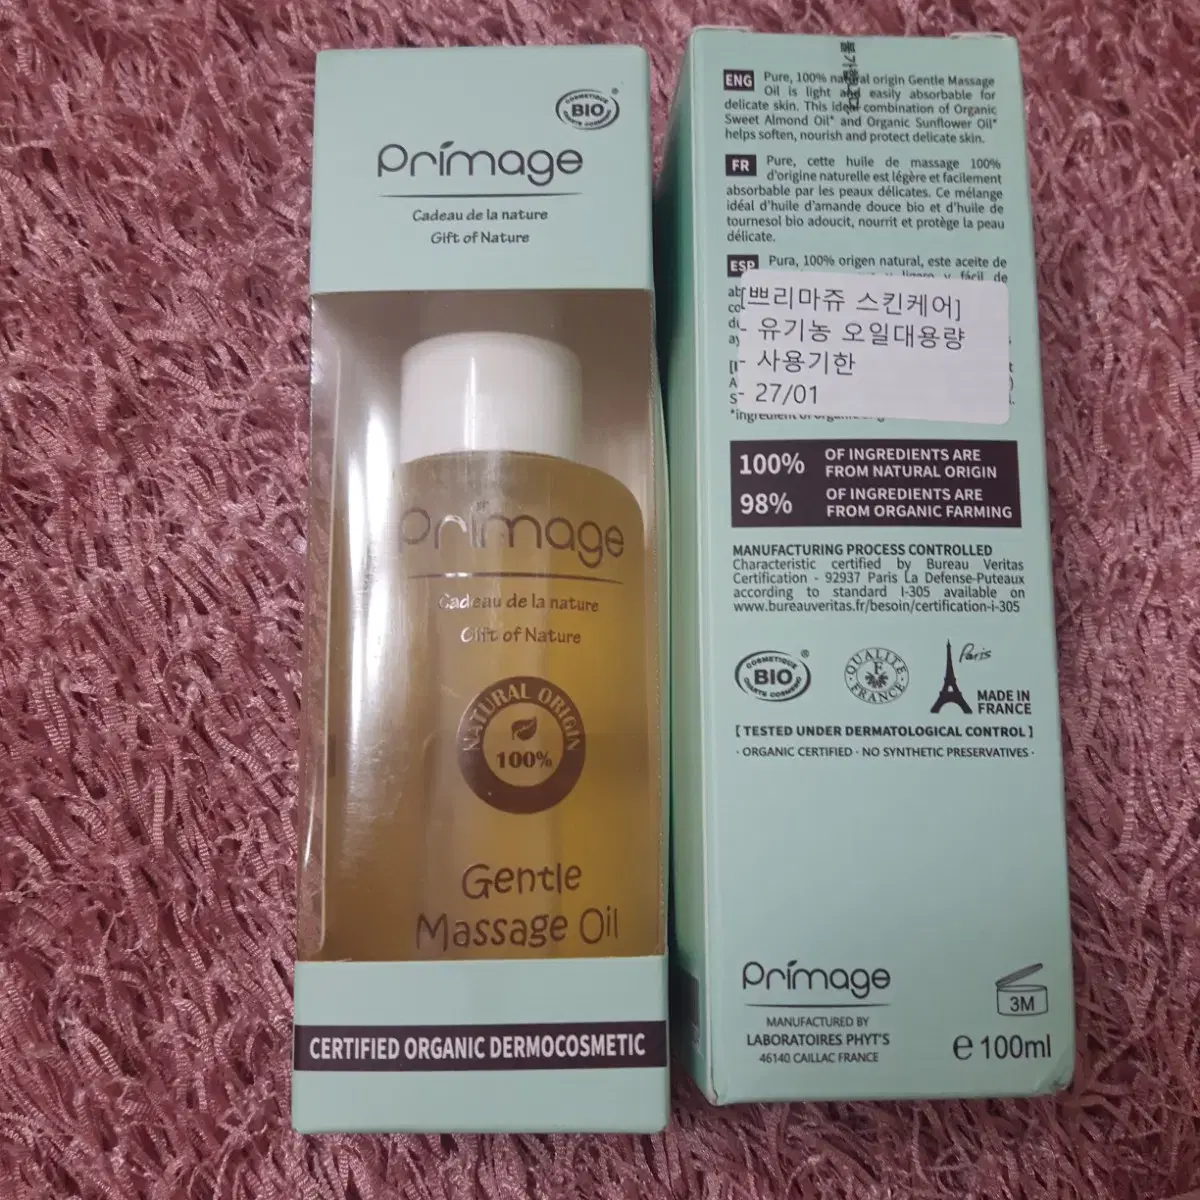 COSMETIQUE
BIO
CHARTE COSMEBIO
®
Primage
Cadeau de la nature
Gift of Nature
Primage
Cadeau de la nature
Gift of Nature
NATURAL ORIGIN
100%
Gentle
Massage Oil
CERTIFIED ORGANIC DERMOCOSMETIC
ENG Pure, 100% natural origin Gentle Massage
Oil is light and easily absorbable for
delicate skin. This ideal combination of Organic
Sweet Almond Oil* and Organic Sunflower Oil*
helps soften, nourish and protect delicate skin.
FR Pure, cette huile de massage 100%
d'origine naturelle est légère et facilement
absorbable par les peaux délicates. Ce mélange
idéal d'huile d'amande douce bio et d'huile de
tournesol bio adoucit, nourrit et protège la peau
délicate.
ESP Pura, 100% origen natural, este aceite de
[쁘리마쥬 스킨케어]
- 유기농 오일대용량
- 사용기한
- 27/01
100% OF INGREDIENTS ARE
FROM NATURAL ORIGIN
98% OF INGREDIENTS ARE
FROM ORGANIC FARMING
MANUFACTURING PROCESS CONTROLLED
Characteristic certified by Bureau Veritas
Certification - 92937 Paris La Defense-Puteaux
according to standard I-305 available on
www.bureauveritas.fr/besoin/certification-i-305
COSMETIQUE
BIO
CHARTE COSMEBIO
®
QUALITÉ
F
FRANCE
Paris
MADE IN
FRANCE
[ TESTED UNDER DERMATOLOGICAL CONTROL ]
· ORGANIC CERTIFIED · NO SYNTHETIC PRESERVATIVES ·
Primage
MANUFACTURED BY
LABORATOIRES PHYT'S
46140 CAILLAC FRANCE
3M
e 100ml